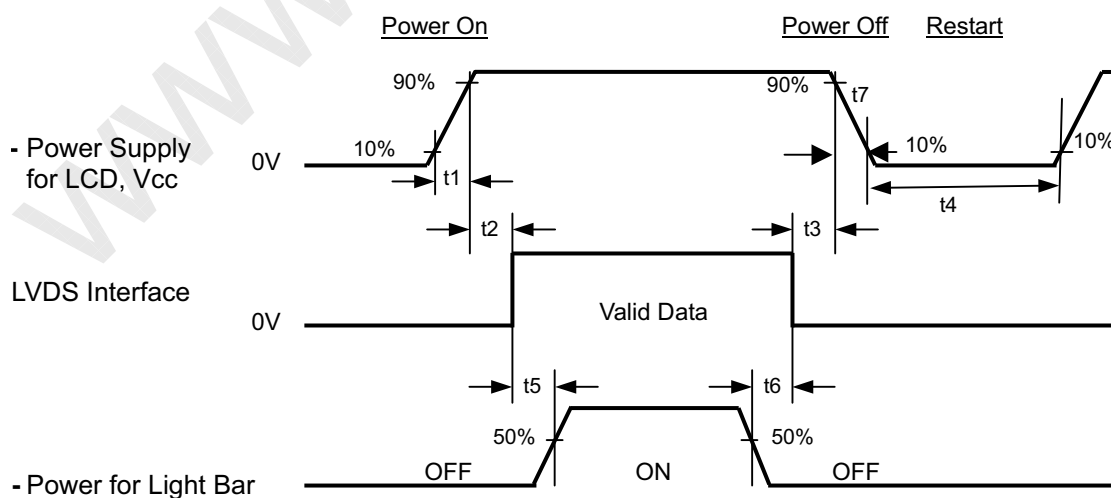 Power On
Power Off Restart
90%
90%
t7
- Power Supply
for LCD, Vcc
0V
10%
10%
10%
t1
t4
t2
t3
LVDS Interface
0V
Valid Data
t5
t6
50%
50%
- Power for Light Bar
OFF
ON
OFF